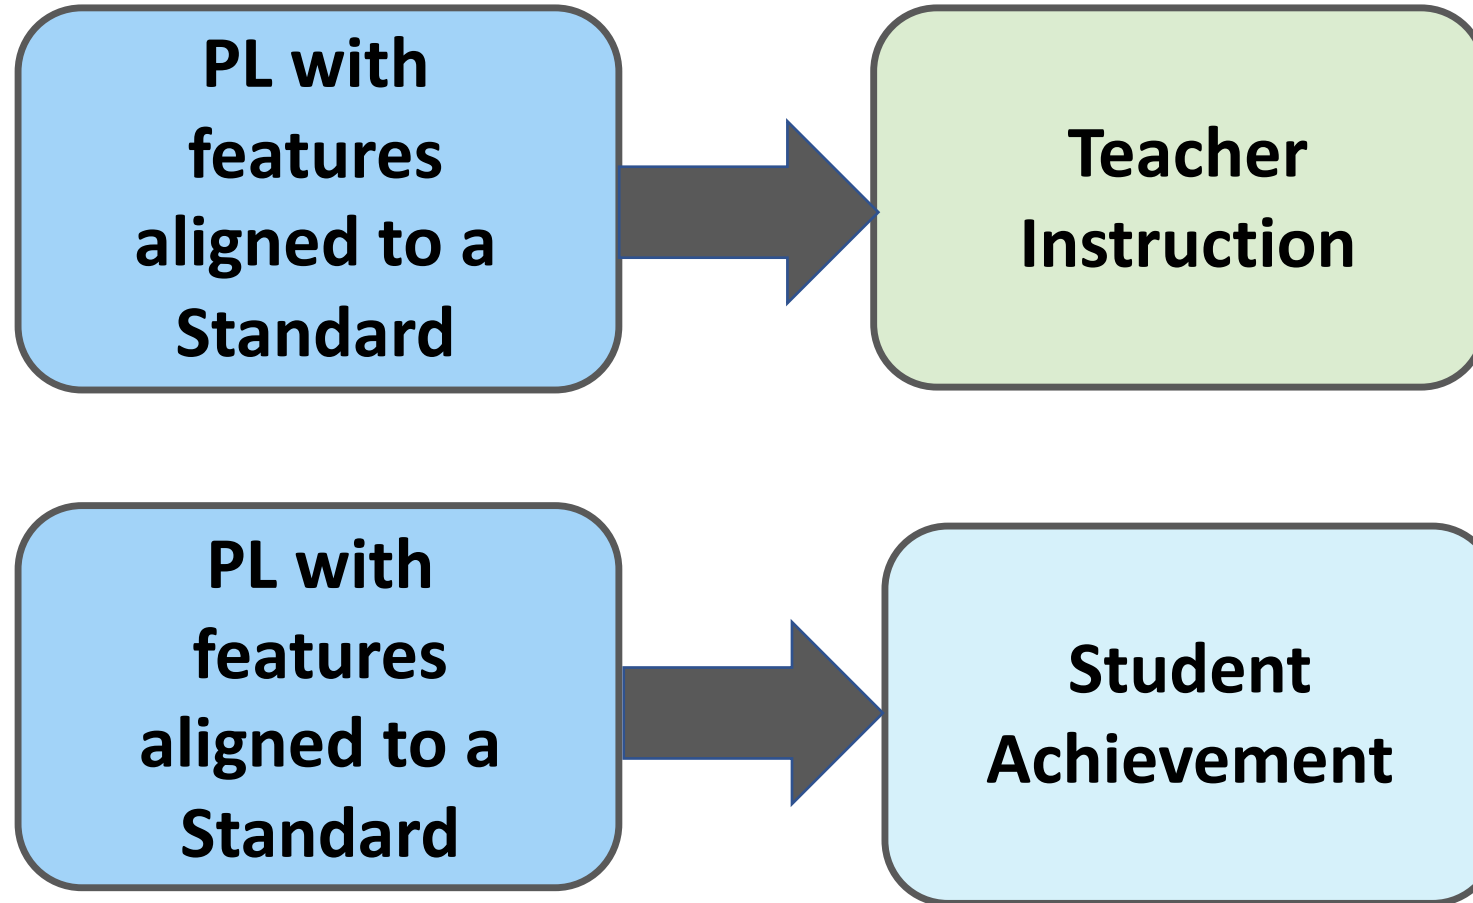 PL with
features
aligned to a
Standard
Teacher
Instruction
PL with
features
aligned to a
Standard
Student
Achievement